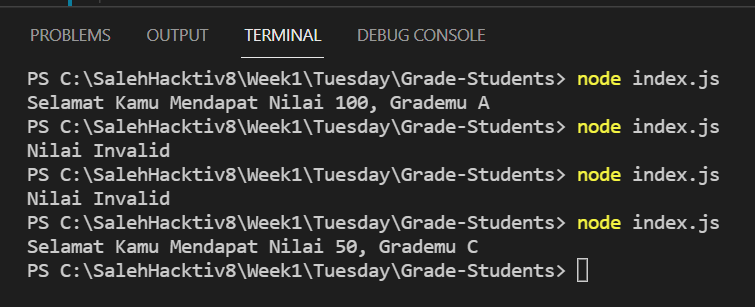 PROBLEMS OUTPUT TERMINAL DEBUG CONSOLE
PS C:\SalehHacktiv8\Week1\Tuesday\Grade-Students> node index.js
Selamat Kamu Mendapat Nilai 100, Grademu A
PS C:\SalehHacktiv8\Week1\Tuesday\Grade-Students> node index.js
Nilai Invalid
PS C:\SalehHacktiv8\Week1\Tuesday\Grade-Students> node index.js
Nilai Invalid
PS C:\SalehHacktiv8\Week1\Tuesday\Grade-Students> node index.js
Selamat Kamu Mendapat Nilai 50, Grademu C
PS C:\SalehHacktiv8\Week1\Tuesday\Grade-Students>